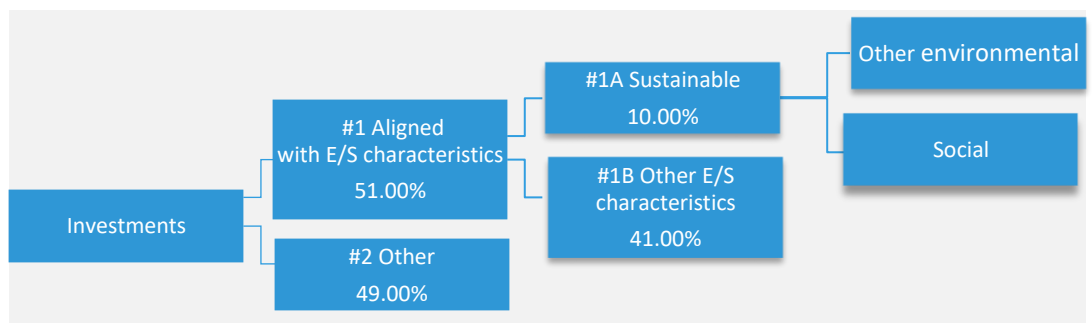 Investments
#1 Aligned
with E/S characteristics
51.00%
#2 Other
49.00%
#1A Sustainable
10.00%
#1B Other E/S
characteristics
41.00%
Other environmental
Social